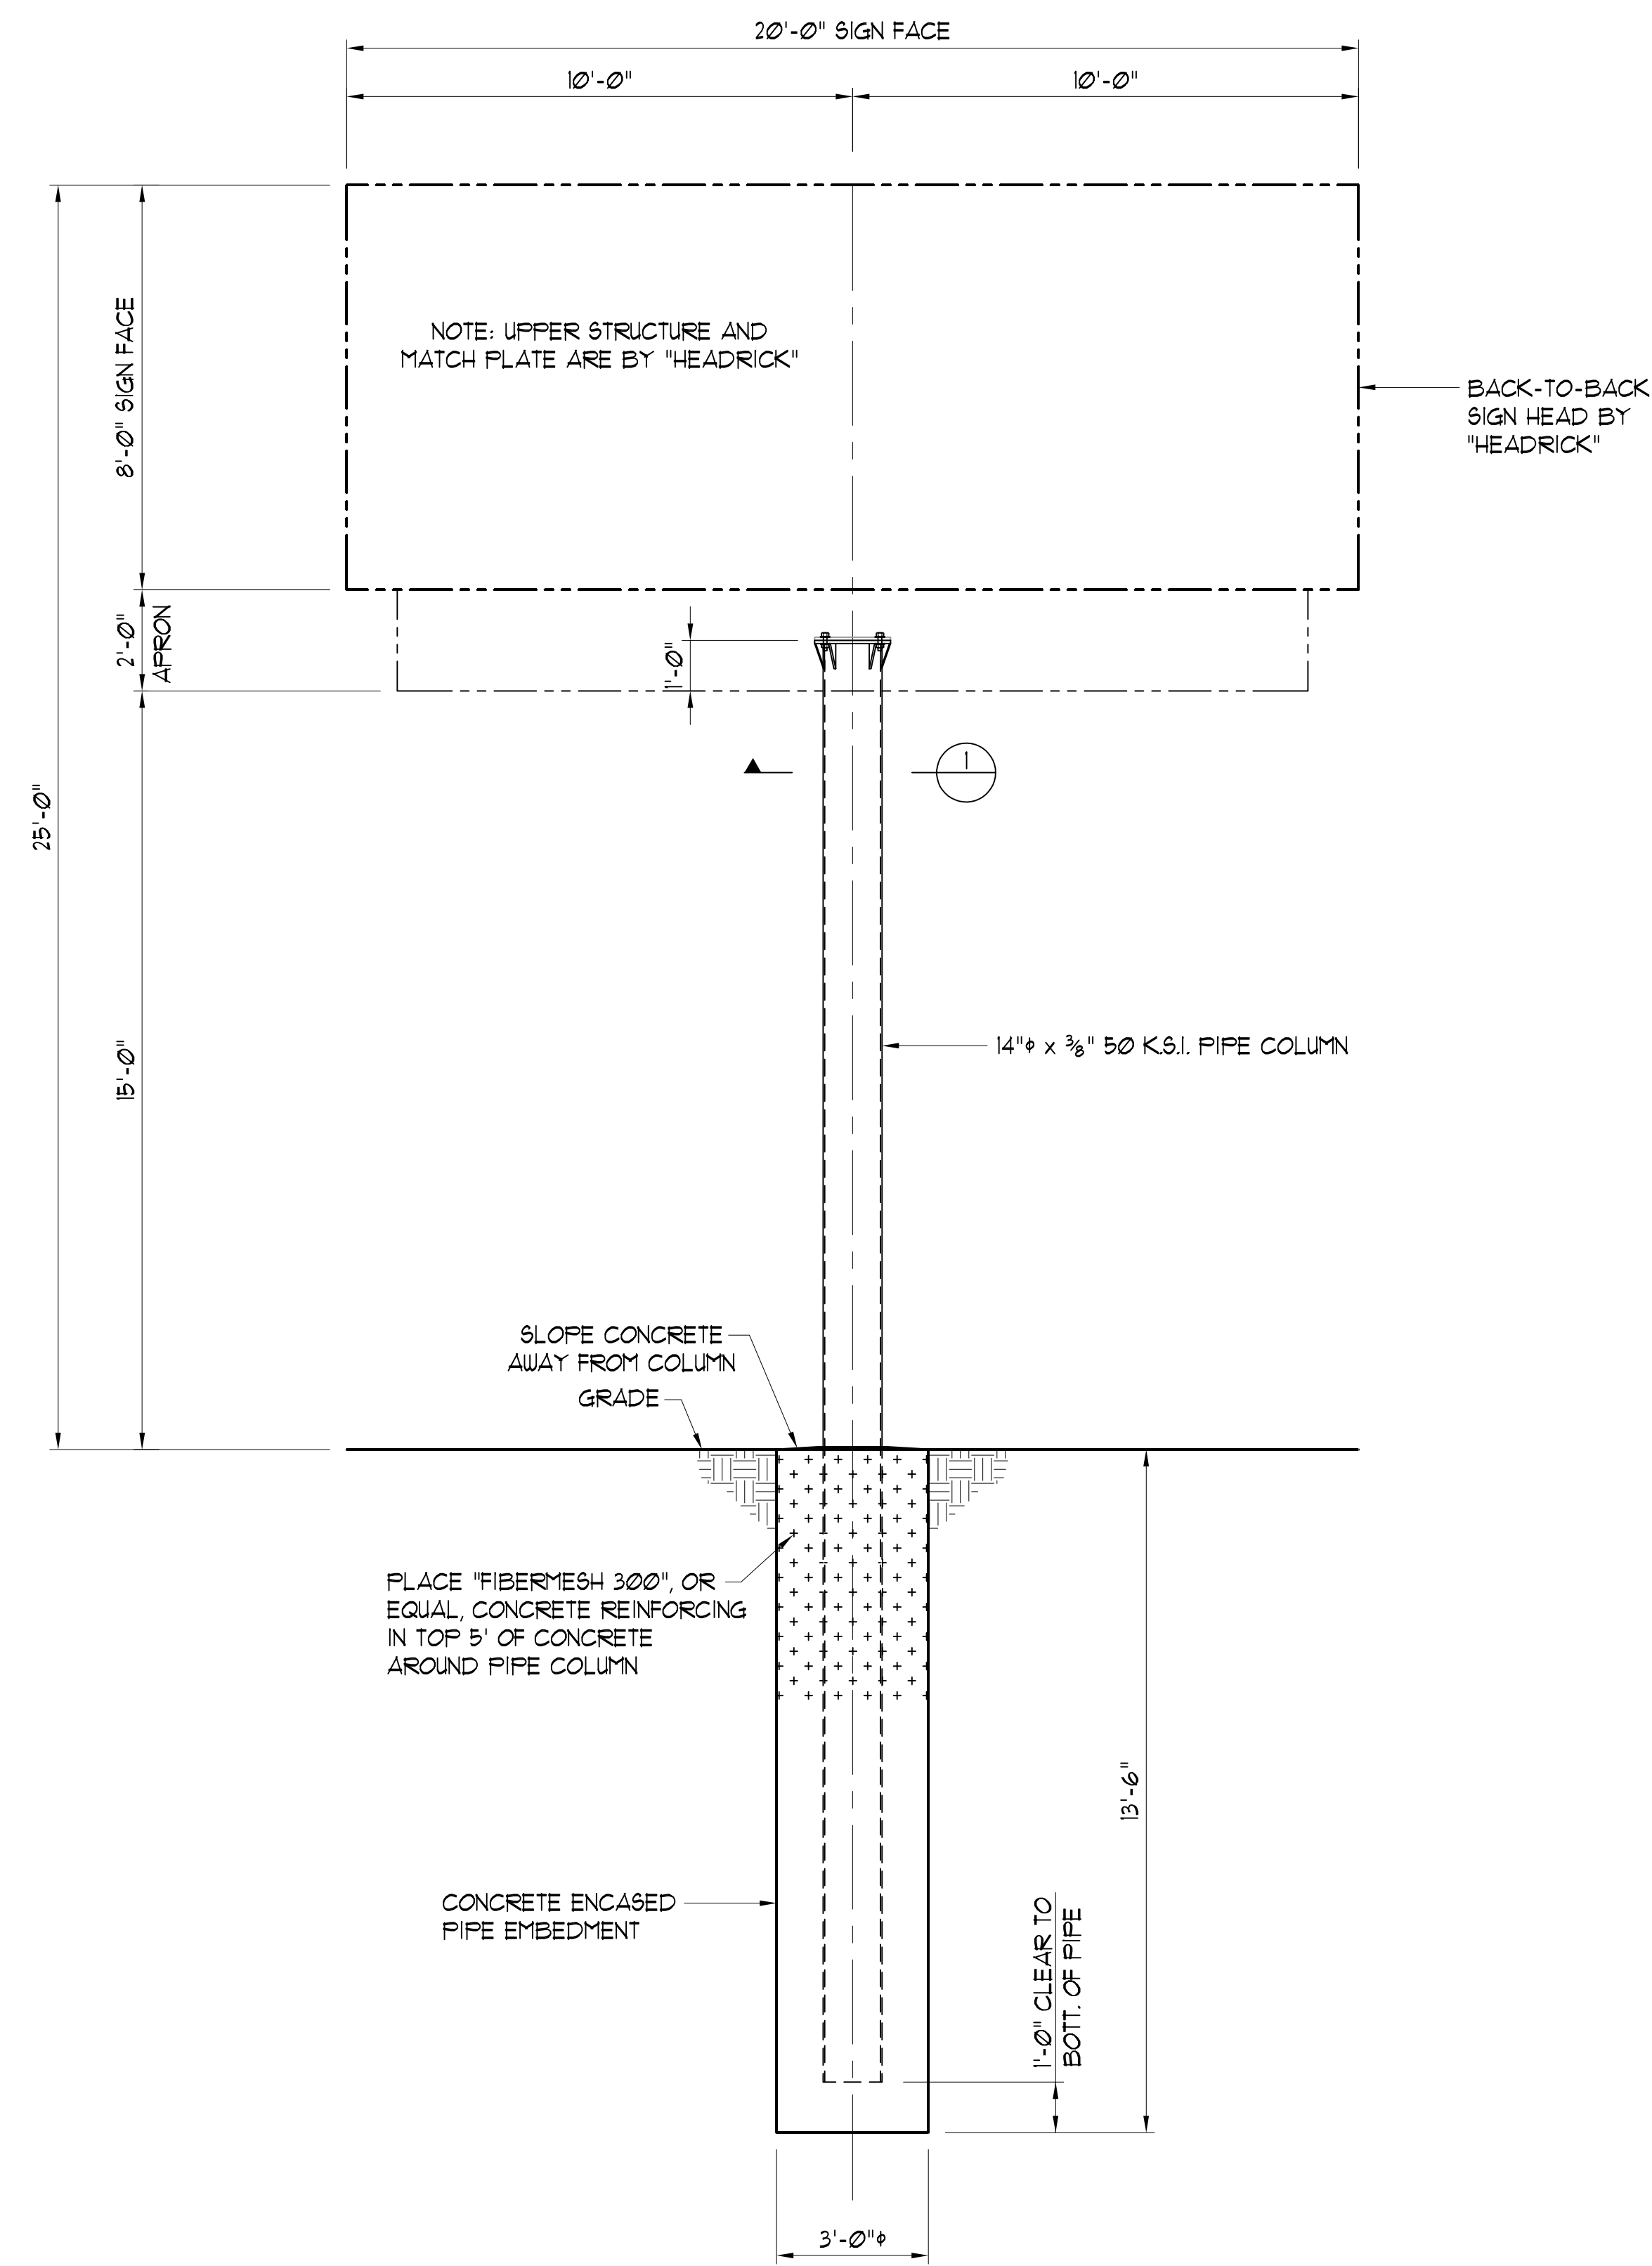 20'-0" SIGN FACE
10'-0"
10'-0"
NOTE: UPPER STRUCTURE AND
MATCH PLATE ARE BY "HEADRICK"
8'-0" SIGN FACE
BACK-TO-BACK
SIGN HEAD BY
"HEADRICK"
2'-0"
APRON
1'-0"
1
25'-0"
15'-0"
14"φ x 3/8" 50 K.S.I. PIPE COLUMN
SLOPE CONCRETE
AWAY FROM COLUMN
GRADE
PLACE "FIBERMESH 300", OR
EQUAL, CONCRETE REINFORCING
IN TOP 5' OF CONCRETE
AROUND PIPE COLUMN
13'-6"
CONCRETE ENCASED
PIPE EMBEDMENT
1'-0" CLEAR TO
BOTT. OF PIPE
3'-0"φ